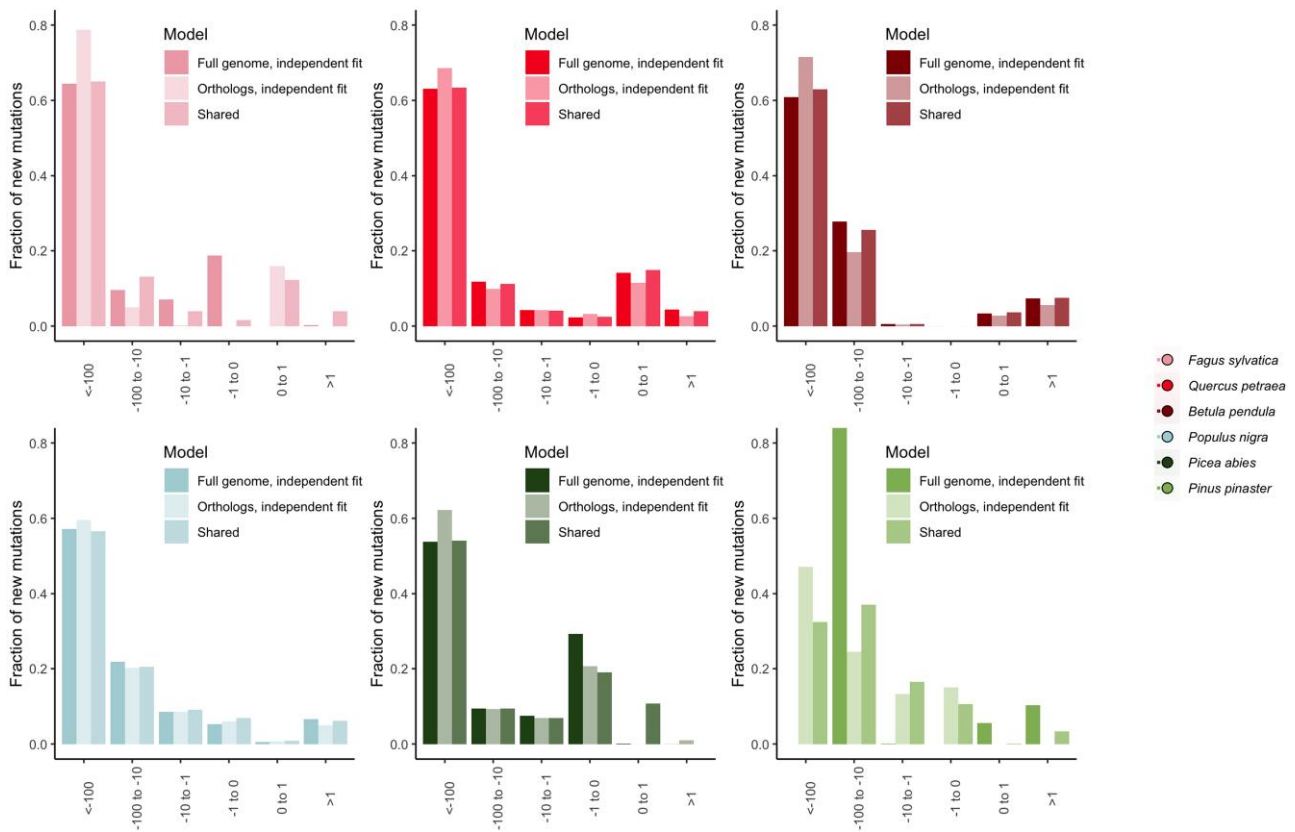 0.8
0.6
0.4
0.2
0.0
Fraction of new mutations
Model
Full genome, independent fit
Orthologs, independent fit
Shared
<-100
-100 to -10
-10 to -1
-1 to 0
0 to 1
>1
0.8
0.6
0.4
0.2
0.0
Fraction of new mutations
Model
Full genome, independent fit
Orthologs, independent fit
Shared
<-100
-100 to -10
-10 to -1
-1 to 0
0 to 1
>1
0.8
0.6
0.4
0.2
0.0
Fraction of new mutations
Model
Full genome, independent fit
Orthologs, independent fit
Shared
<-100
-100 to -10
-10 to -1
-1 to 0
0 to 1
>1
0.8
0.6
0.4
0.2
0.0
Fraction of new mutations
Model
Full genome, independent fit
Orthologs, independent fit
Shared
<-100
-100 to -10
-10 to -1
-1 to 0
0 to 1
>1
0.8
0.6
0.4
0.2
0.0
Fraction of new mutations
Model
Full genome, independent fit
Orthologs, independent fit
Shared
<-100
-100 to -10
-10 to -1
-1 to 0
0 to 1
>1
0.8
0.6
0.4
0.2
0.0
Fraction of new mutations
Model
Full genome, independent fit
Orthologs, independent fit
Shared
<-100
-100 to -10
-10 to -1
-1 to 0
0 to 1
>1
Fagus sylvatica
Quercus petraea
Betula pendula
Populus nigra
Picea abies
Pinus pinaster